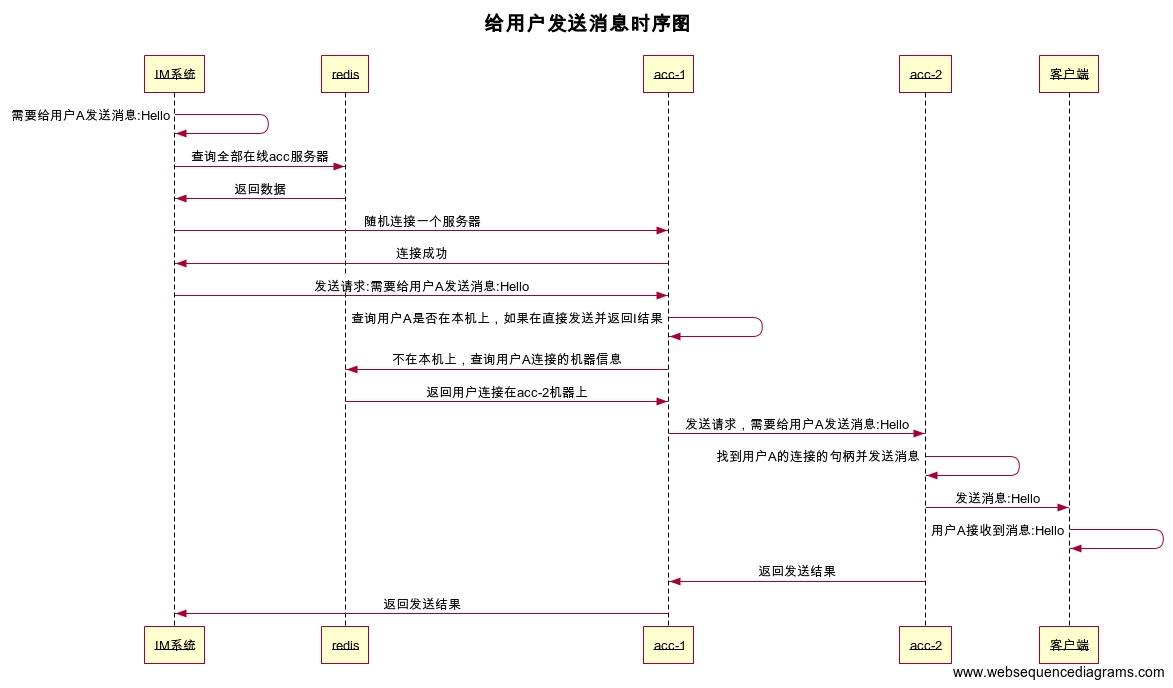 给用户发送消息时序图
IM系统 redis acc-1 acc-2 客户端
需要给用户A发送消息:Hello
查询全部在线acc服务器
返回数据
随机连接一个服务器
连接成功
发送请求:需要给用户A发送消息:Hello
查询用户A是否在本机上，如果在直接发送并返回I结果
不在本机上，查询用户A连接的机器信息
返回用户连接在acc-2机器上
发送请求，需要给用户A发送消息:Hello
找到用户A的连接的句柄并发送消息
发送消息:Hello
用户A接收到消息:Hello
返回发送结果
返回发送结果
IM系统 redis acc-1 acc-2 客户端
www.websequencediagrams.com